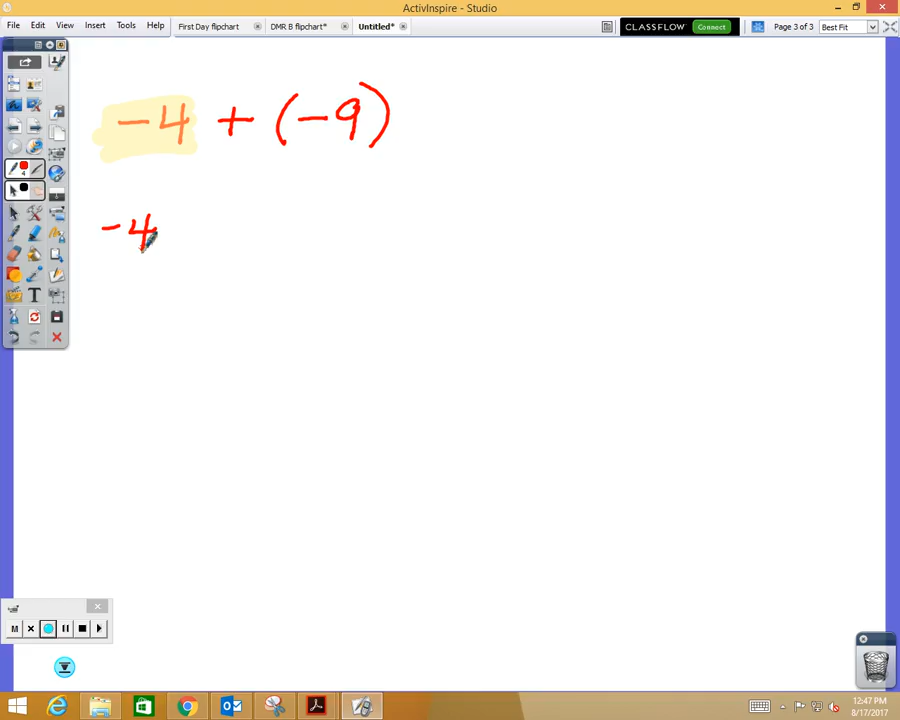 ActivInspire - Studio
File Edit View Insert Tools Help First Day flipchart DMR B flipchart* Untitled* CLASSFLOW Connect Page 3 of 3 Best Fit
-4 + (-9)
-4
4
T
M
12:47 PM
8/17/2017